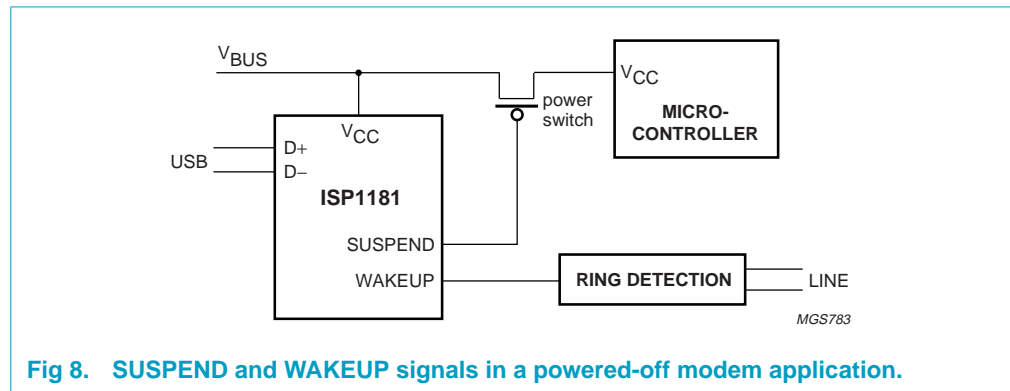 VBUS
VCC
MICRO-
CONTROLLER
power
switch
VCC
D+
USB
D−
ISP1181
SUSPEND
WAKEUP
RING DETECTION
LINE
MGS783
Fig 8. SUSPEND and WAKEUP signals in a powered-off modem application.